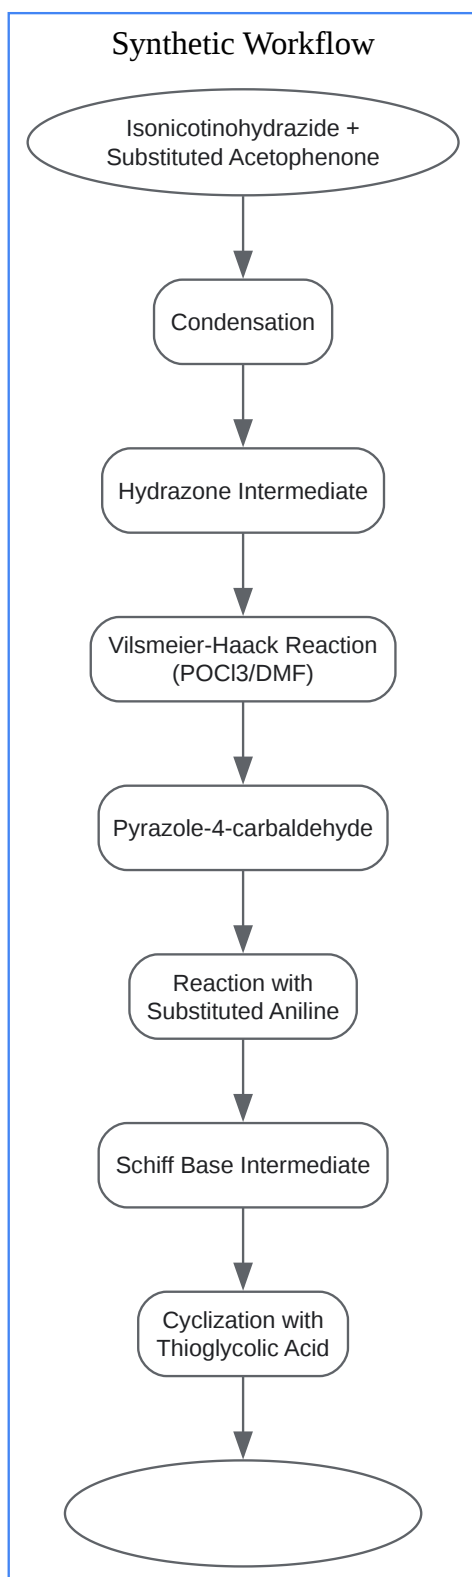 Synthetic Workflow
Isonicotinohydrazide +
Substituted Acetophenone
Condensation
Hydrazone Intermediate
Vilsmeier-Haack Reaction
(POCl3/DMF)
Pyrazole-4-carbaldehyde
Reaction with
Substituted Aniline
Schiff Base Intermediate
Cyclization with
Thioglycolic Acid